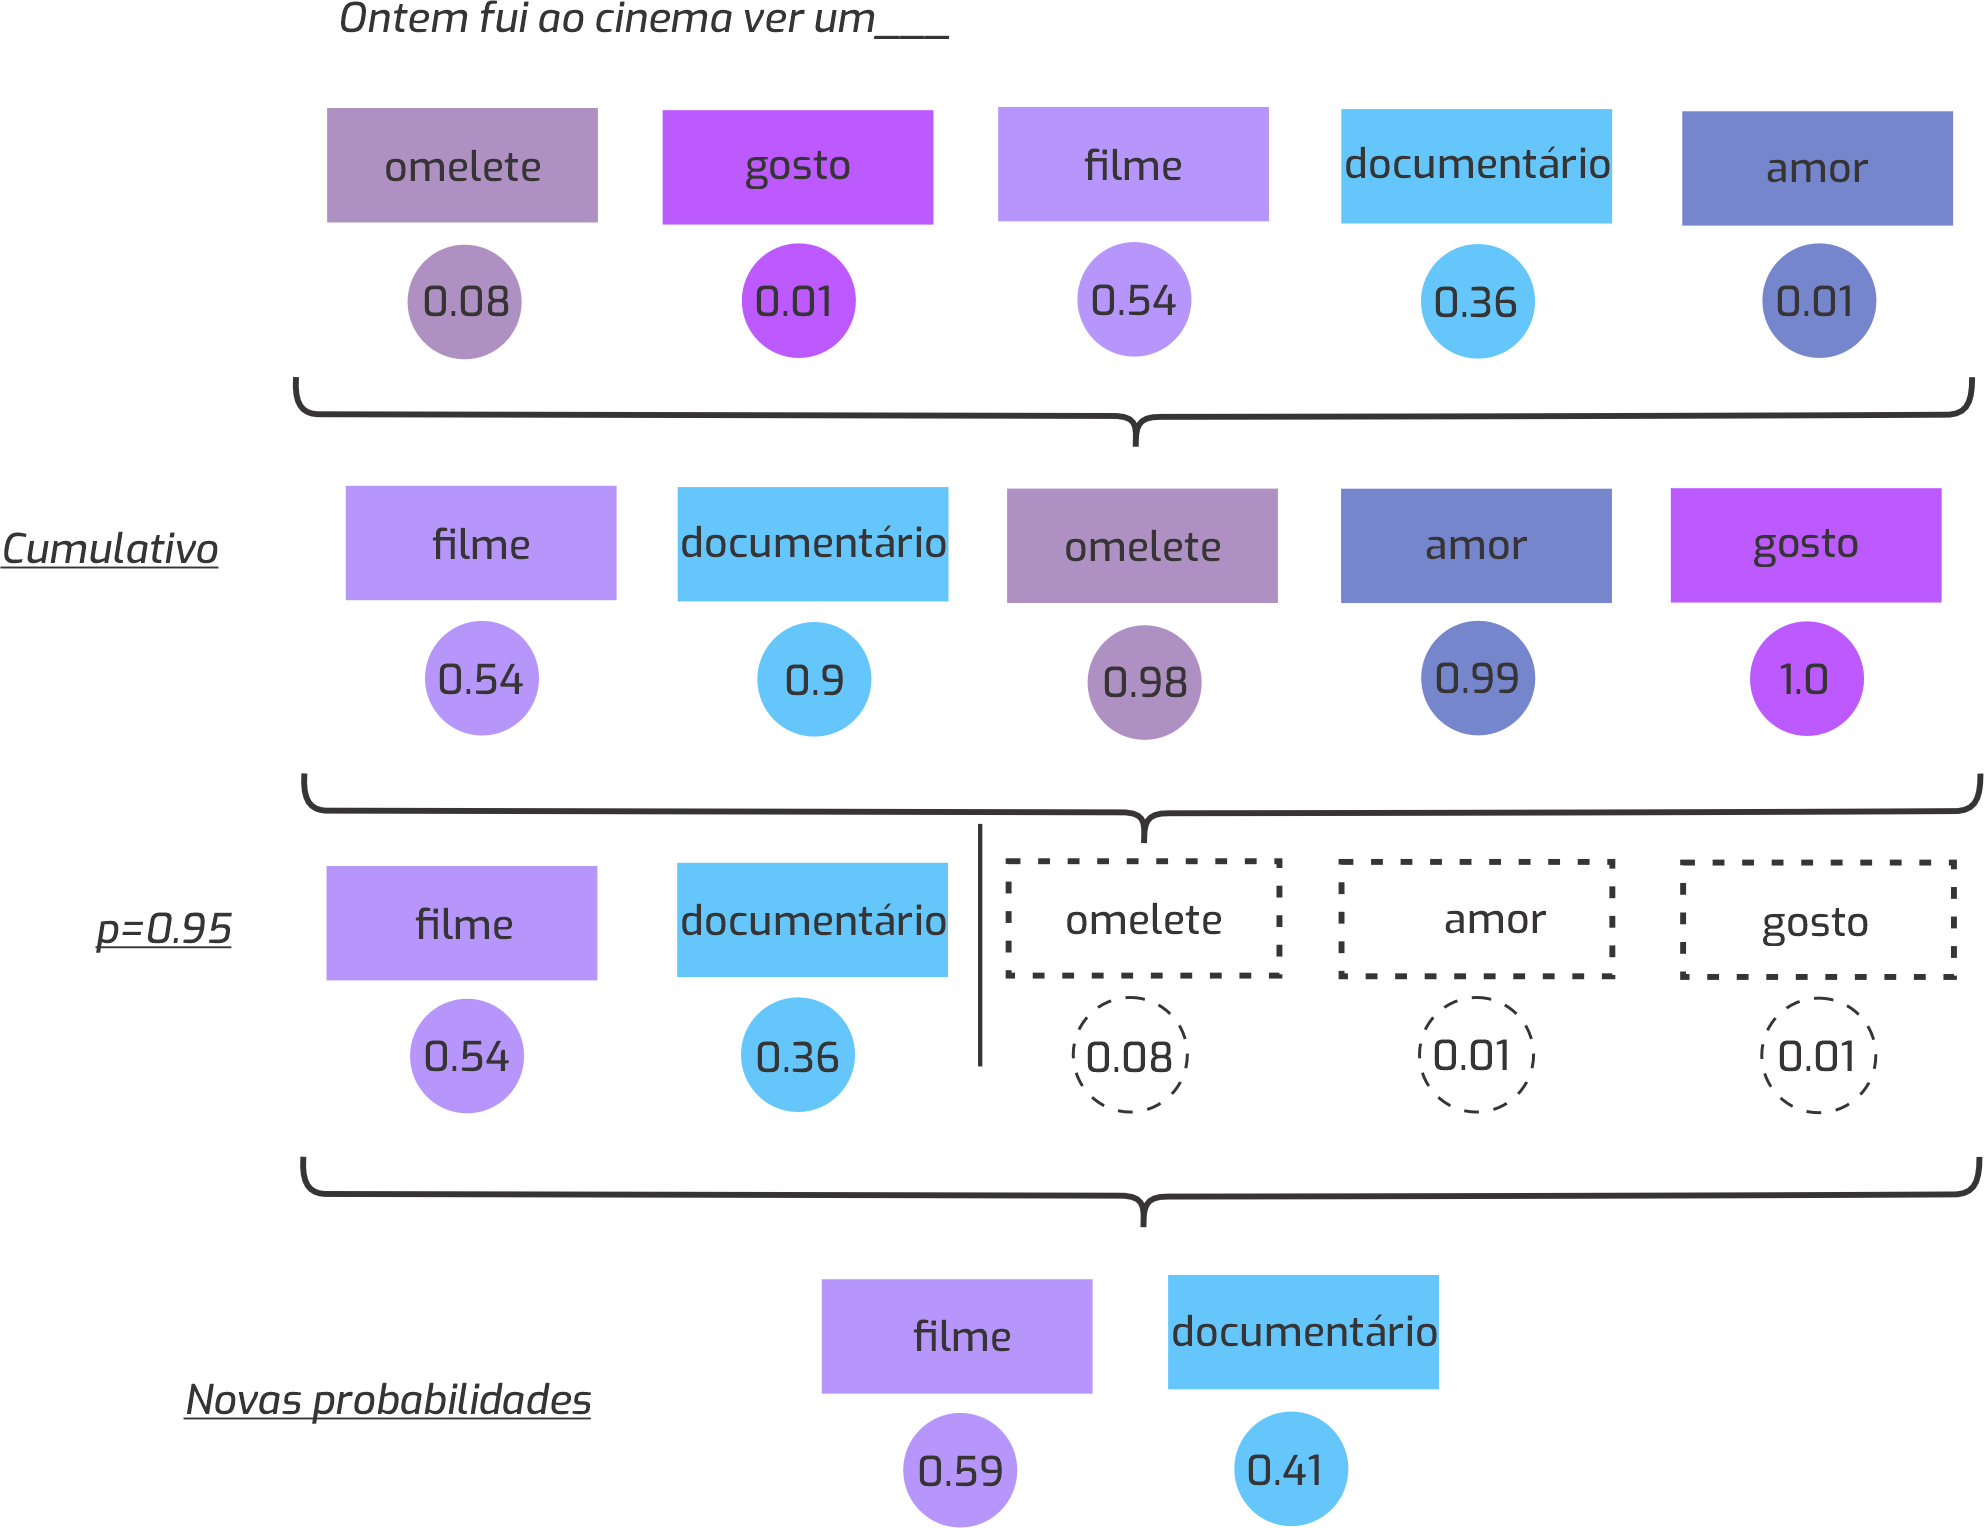 Ontem fui ao cinema ver um___
omelete gosto filme documentário amor
0.08 0.01 0.54 0.36 0.01
Cumulativo filme documentário omelete amor gosto
0.54 0.9 0.98 0.99 1.0
p=0.95 filme documentário omelete amor gosto
0.54 0.36 0.08 0.01 0.01
filme documentário
Novas probabilidades
0.59 0.41